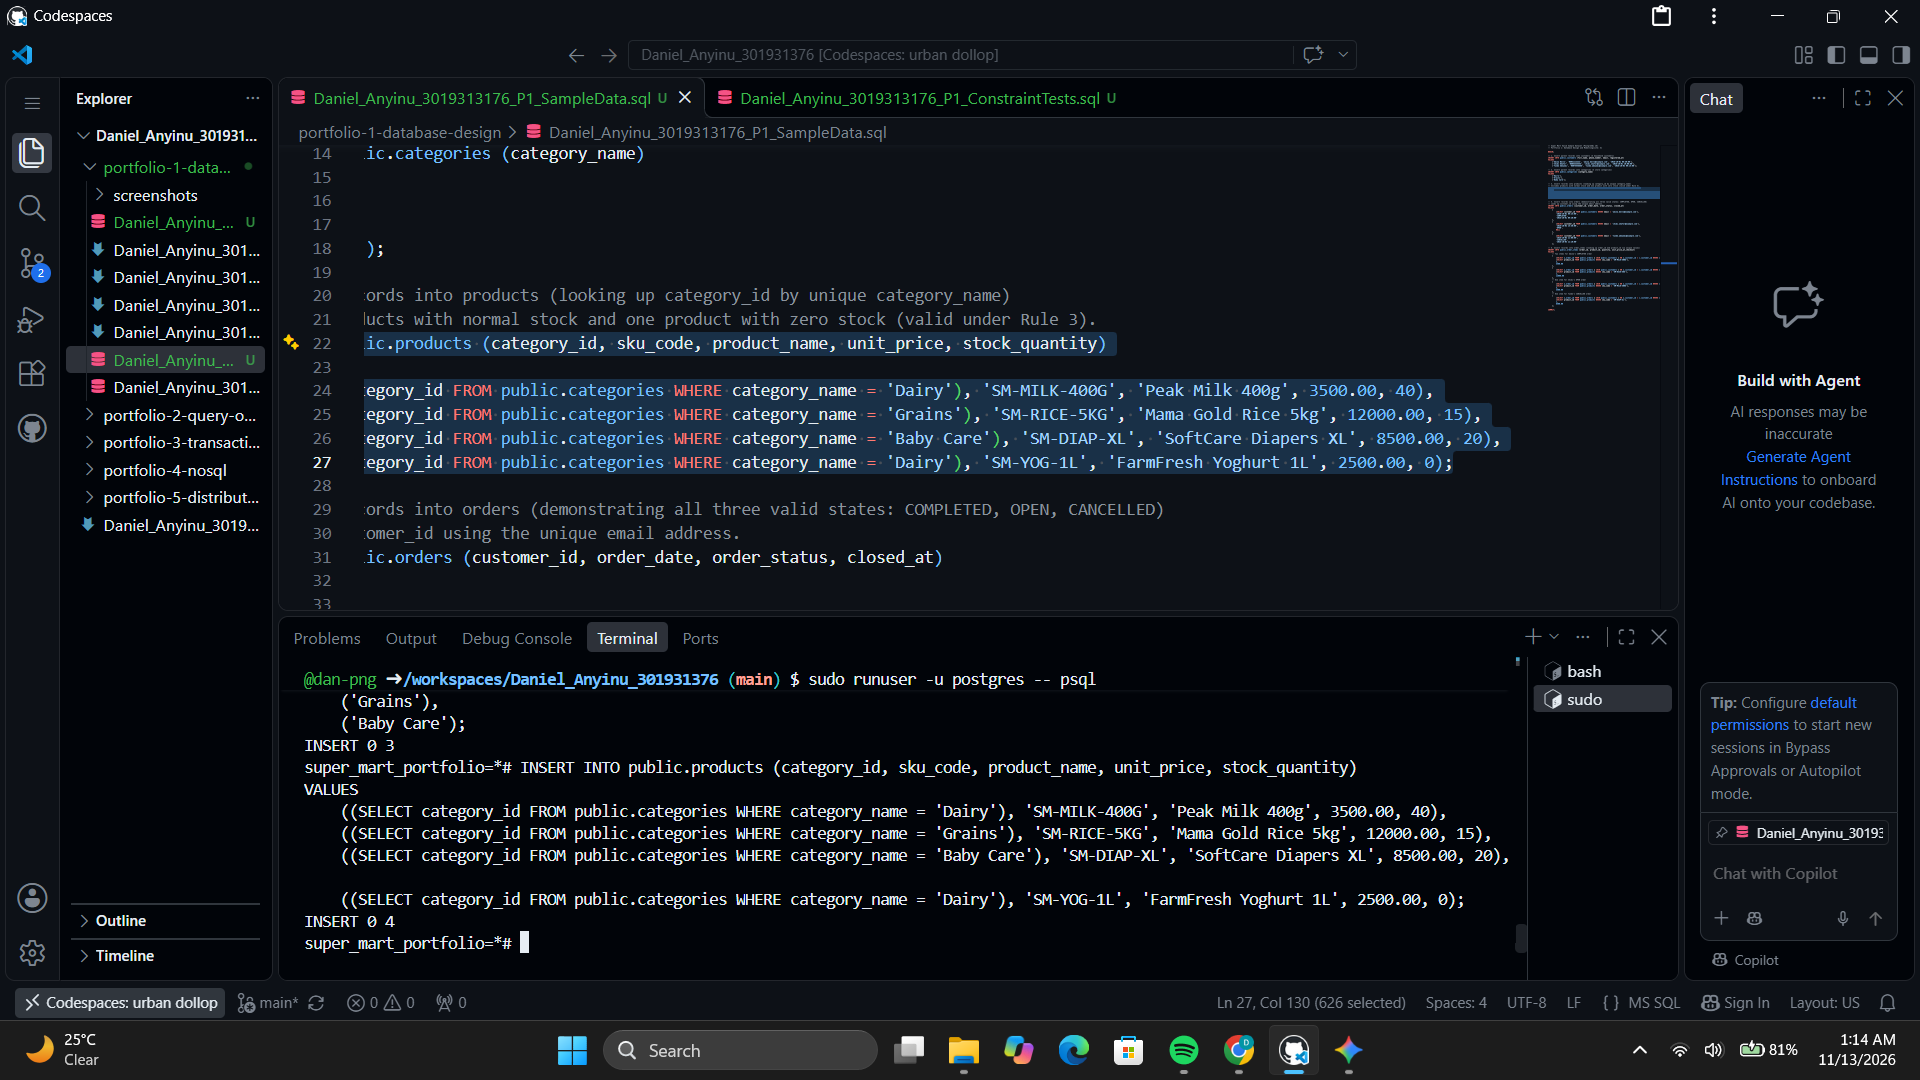 Codespaces
Daniel_Anyinu_301931376 [Codespaces: urban dollop]
Explorer
Daniel_Anyinu_301931...
portfolio-1-data...
screenshots
Daniel_Anyinu_... U
Daniel_Anyinu_301...
Daniel_Anyinu_301...
Daniel_Anyinu_301...
Daniel_Anyinu_301...
Daniel_Anyinu_... U
Daniel_Anyinu_301...
portfolio-2-query-o...
portfolio-3-transacti...
portfolio-4-nosql
portfolio-5-distribut...
Daniel_Anyinu_3019...
Outline
Timeline
2
Daniel_Anyinu_3019313176_P1_SampleData.sql U
Daniel_Anyinu_3019313176_P1_ConstraintTests.sql U
portfolio-1-database-design > Daniel_Anyinu_3019313176_P1_SampleData.sql
14 ic.categories (category_name)
15
16
17
18 );
19
20 cords into products (looking up category_id by unique category_name)
21 ducts with normal stock and one product with zero stock (valid under Rule 3).
22 ic.products (category_id, sku_code, product_name, unit_price, stock_quantity)
23
24 tegory_id FROM public.categories WHERE category_name = 'Dairy'), 'SM-MILK-400G', 'Peak Milk 400g', 3500.00, 40),
25 tegory_id FROM public.categories WHERE category_name = 'Grains'), 'SM-RICE-5KG', 'Mama Gold Rice 5kg', 12000.00, 15),
26 tegory_id FROM public.categories WHERE category_name = 'Baby Care'), 'SM-DIAP-XL', 'SoftCare Diapers XL', 8500.00, 20),
27 tegory_id FROM public.categories WHERE category_name = 'Dairy'), 'SM-YOG-1L', 'FarmFresh Yoghurt 1L', 2500.00, 0);
28
29 cords into orders (demonstrating all three valid states: COMPLETED, OPEN, CANCELLED)
30 tomer_id using the unique email address.
31 ic.orders (customer_id, order_date, order_status, closed_at)
32
33
Problems Output Debug Console Terminal Ports
@dan-png ➜/workspaces/Daniel_Anyinu_301931376 (main) $ sudo runuser -u postgres -- psql
('Grains'),
('Baby Care');
INSERT 0 3
super_mart_portfolio=*# INSERT INTO public.products (category_id, sku_code, product_name, unit_price, stock_quantity)
VALUES
((SELECT category_id FROM public.categories WHERE category_name = 'Dairy'), 'SM-MILK-400G', 'Peak Milk 400g', 3500.00, 40),
((SELECT category_id FROM public.categories WHERE category_name = 'Grains'), 'SM-RICE-5KG', 'Mama Gold Rice 5kg', 12000.00, 15),
((SELECT category_id FROM public.categories WHERE category_name = 'Baby Care'), 'SM-DIAP-XL', 'SoftCare Diapers XL', 8500.00, 20),
((SELECT category_id FROM public.categories WHERE category_name = 'Dairy'), 'SM-YOG-1L', 'FarmFresh Yoghurt 1L', 2500.00, 0);
INSERT 0 4
super_mart_portfolio=*#
bash
sudo
Chat
Build with Agent
AI responses may be
inaccurate
Generate Agent
Instructions to onboard
AI onto your codebase.
Tip: Configure default
permissions to start new
sessions in Bypass
Approvals or Autopilot
mode.
Daniel_Anyinu_30193
Chat with Copilot
Copilot
Codespaces: urban dollop main* 0 0 0
Ln 27, Col 130 (626 selected) Spaces: 4 UTF-8 LF {} MS SQL Sign In Layout: US
25°C
Clear
Search
81%
1:14 AM
11/13/2026